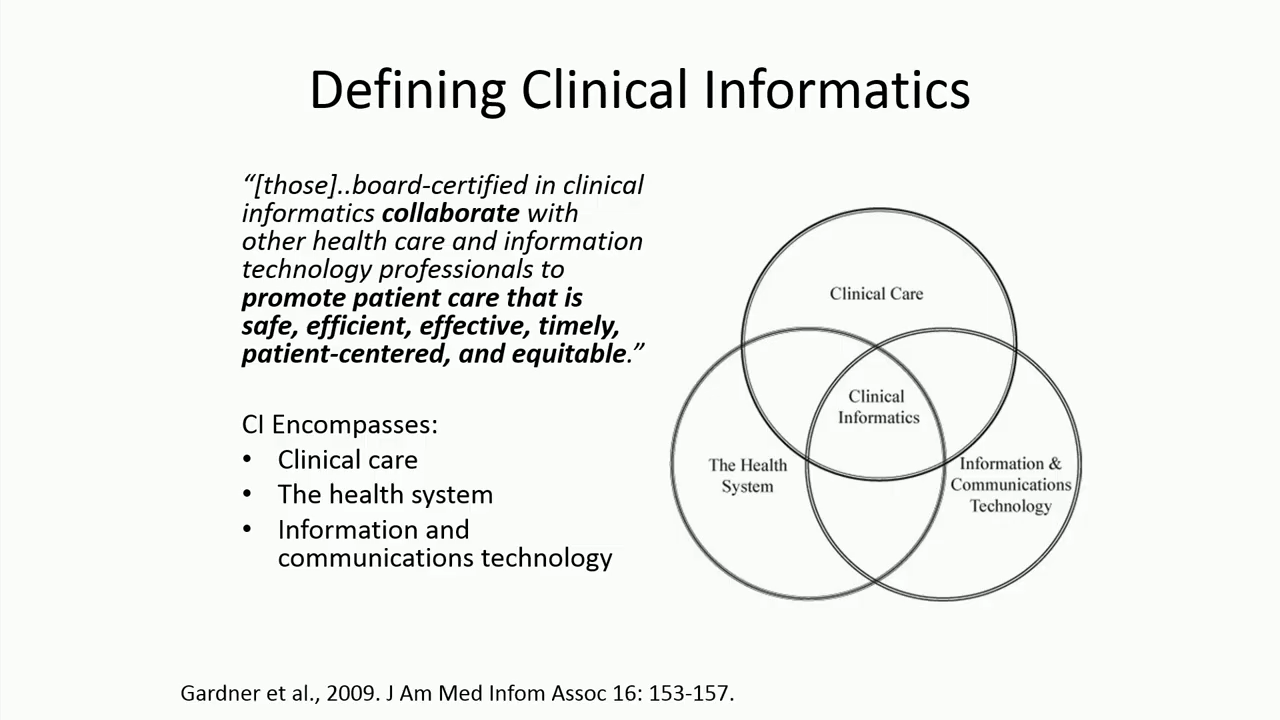 Defining Clinical Informatics
“[those]..board-certified in clinical
informatics collaborate with
other health care and information
technology professionals to
promote patient care that is
safe, efficient, effective, timely,
patient-centered, and equitable.”
CI Encompasses:
• Clinical care
• The health system
• Information and
communications technology
Clinical Care
Clinical
Informatics
The Health
System
Information &
Communications
Technology
Gardner et al., 2009. J Am Med Infom Assoc 16: 153-157.